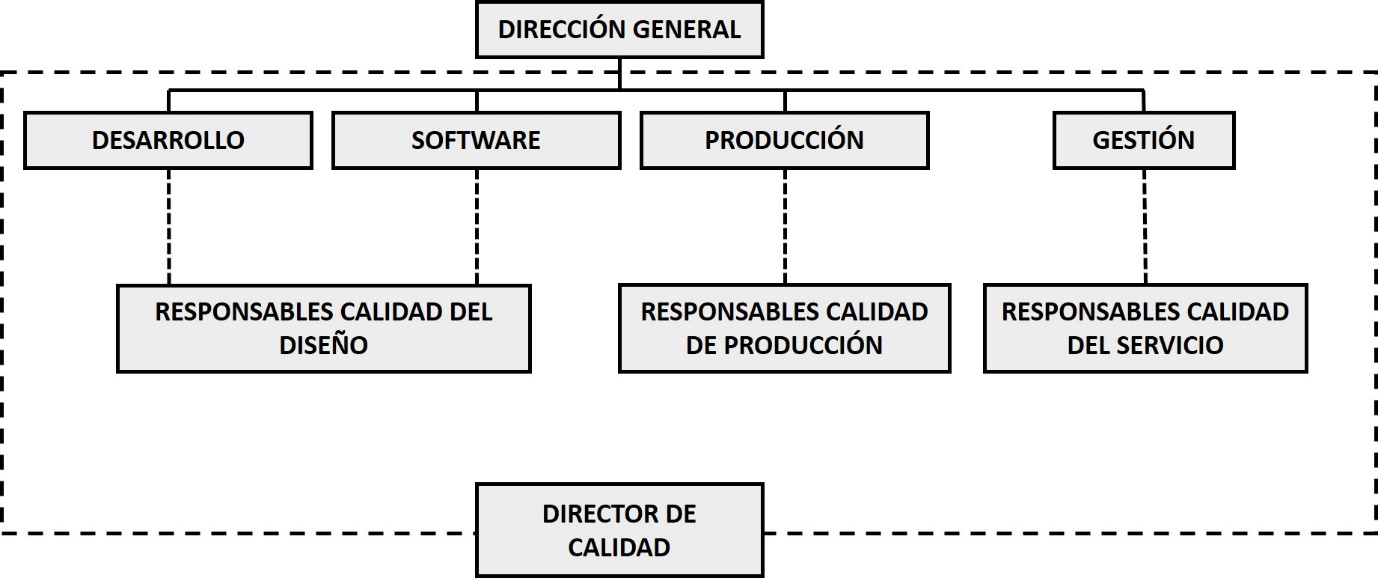 DIRECCIÓN GENERAL
DESARROLLO
SOFTWARE
PRODUCCIÓN
GESTIÓN
RESPONSABLES CALIDAD DEL
DISEÑO
RESPONSABLES CALIDAD
DE PRODUCCIÓN
RESPONSABLES CALIDAD
DEL SERVICIO
DIRECTOR DE
CALIDAD